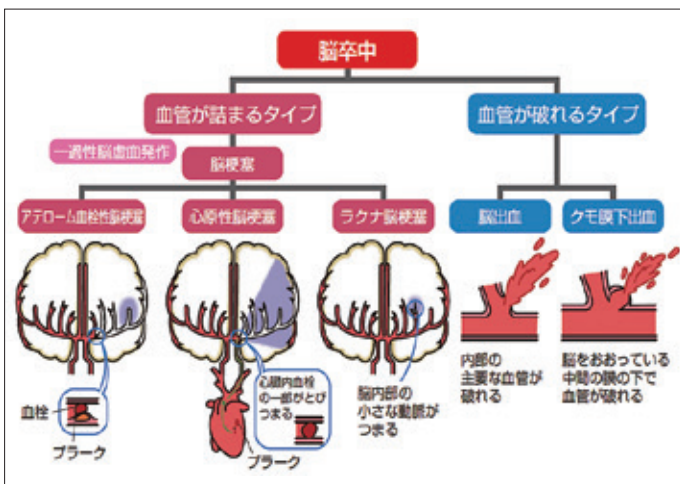 脳卒中
血管が詰まるタイプ
血管が破れるタイプ
一過性脳虚血発作
脳梗塞
アテローム血栓性脳梗塞
心原性脳梗塞
ラクナ脳梗塞
脳出血
クモ膜下出血
血栓
プラーク
心臓内血栓
の一部がとび
つまる
プラーク
脳内部の
小さな動脈が
つまる
内部の
主要な血管が
破れる
脳をおおっている
中間の膜の下で
血管が破れる